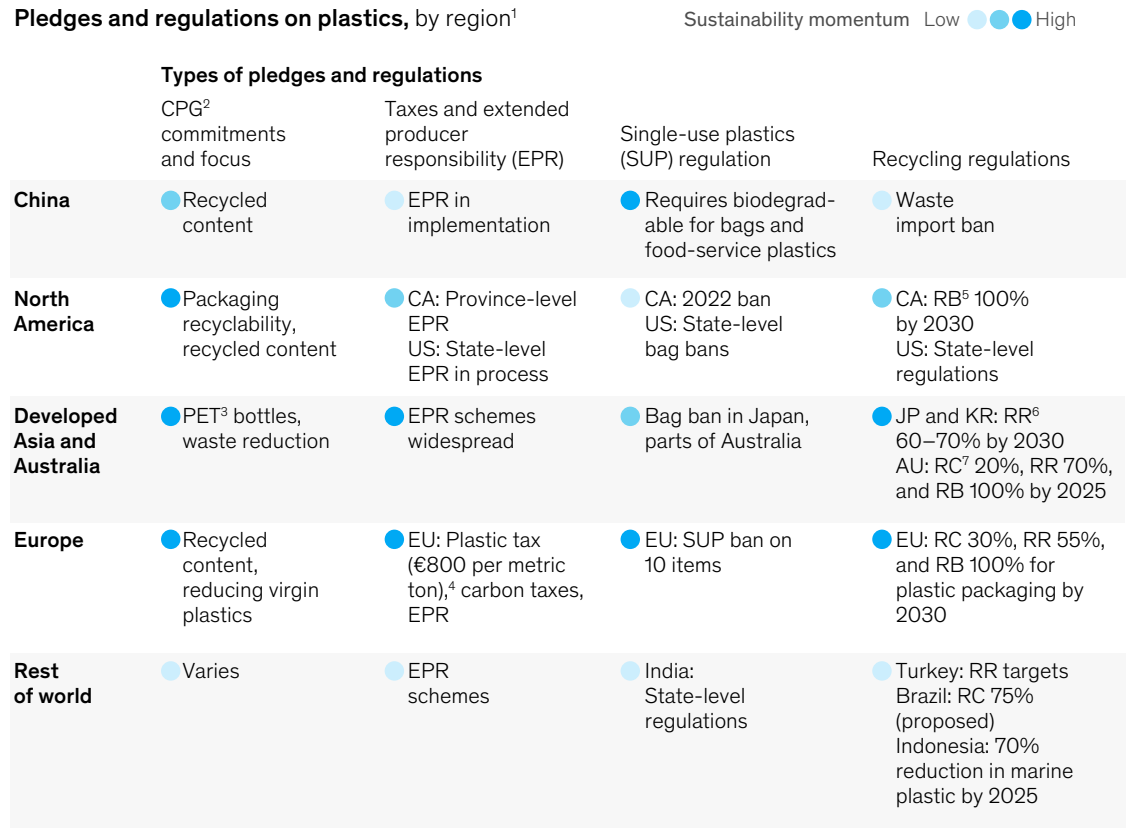 Pledges and regulations on plastics, by region¹
Sustainability momentum Low High
Types of pledges and regulations
CPG²
commitments
and focus
Taxes and extended
producer
responsibility (EPR)
Single-use plastics
(SUP) regulation
Recycling regulations
China
Recycled
content
EPR in
implementation
Requires biodegrad-
able for bags and
food-service plastics
Waste
import ban
North
America
Packaging
recyclability,
recycled content
CA: Province-level
EPR
US: State-level
EPR in process
CA: 2022 ban
US: State-level
bag bans
CA: RB⁵ 100%
by 2030
US: State-level
regulations
Developed
Asia and
Australia
PET³ bottles,
waste reduction
EPR schemes
widespread
Bag ban in Japan,
parts of Australia
JP and KR: RR⁶
60–70% by 2030
AU: RC⁷ 20%, RR 70%,
and RB 100% by 2025
Europe
Recycled
content,
reducing virgin
plastics
EU: Plastic tax
(€800 per metric
ton),⁴ carbon taxes,
EPR
EU: SUP ban on
10 items
EU: RC 30%, RR 55%,
and RB 100% for
plastic packaging by
2030
Rest
of world
Varies
EPR
schemes
India:
State-level
regulations
Turkey: RR targets
Brazil: RC 75%
(proposed)
Indonesia: 70%
reduction in marine
plastic by 2025